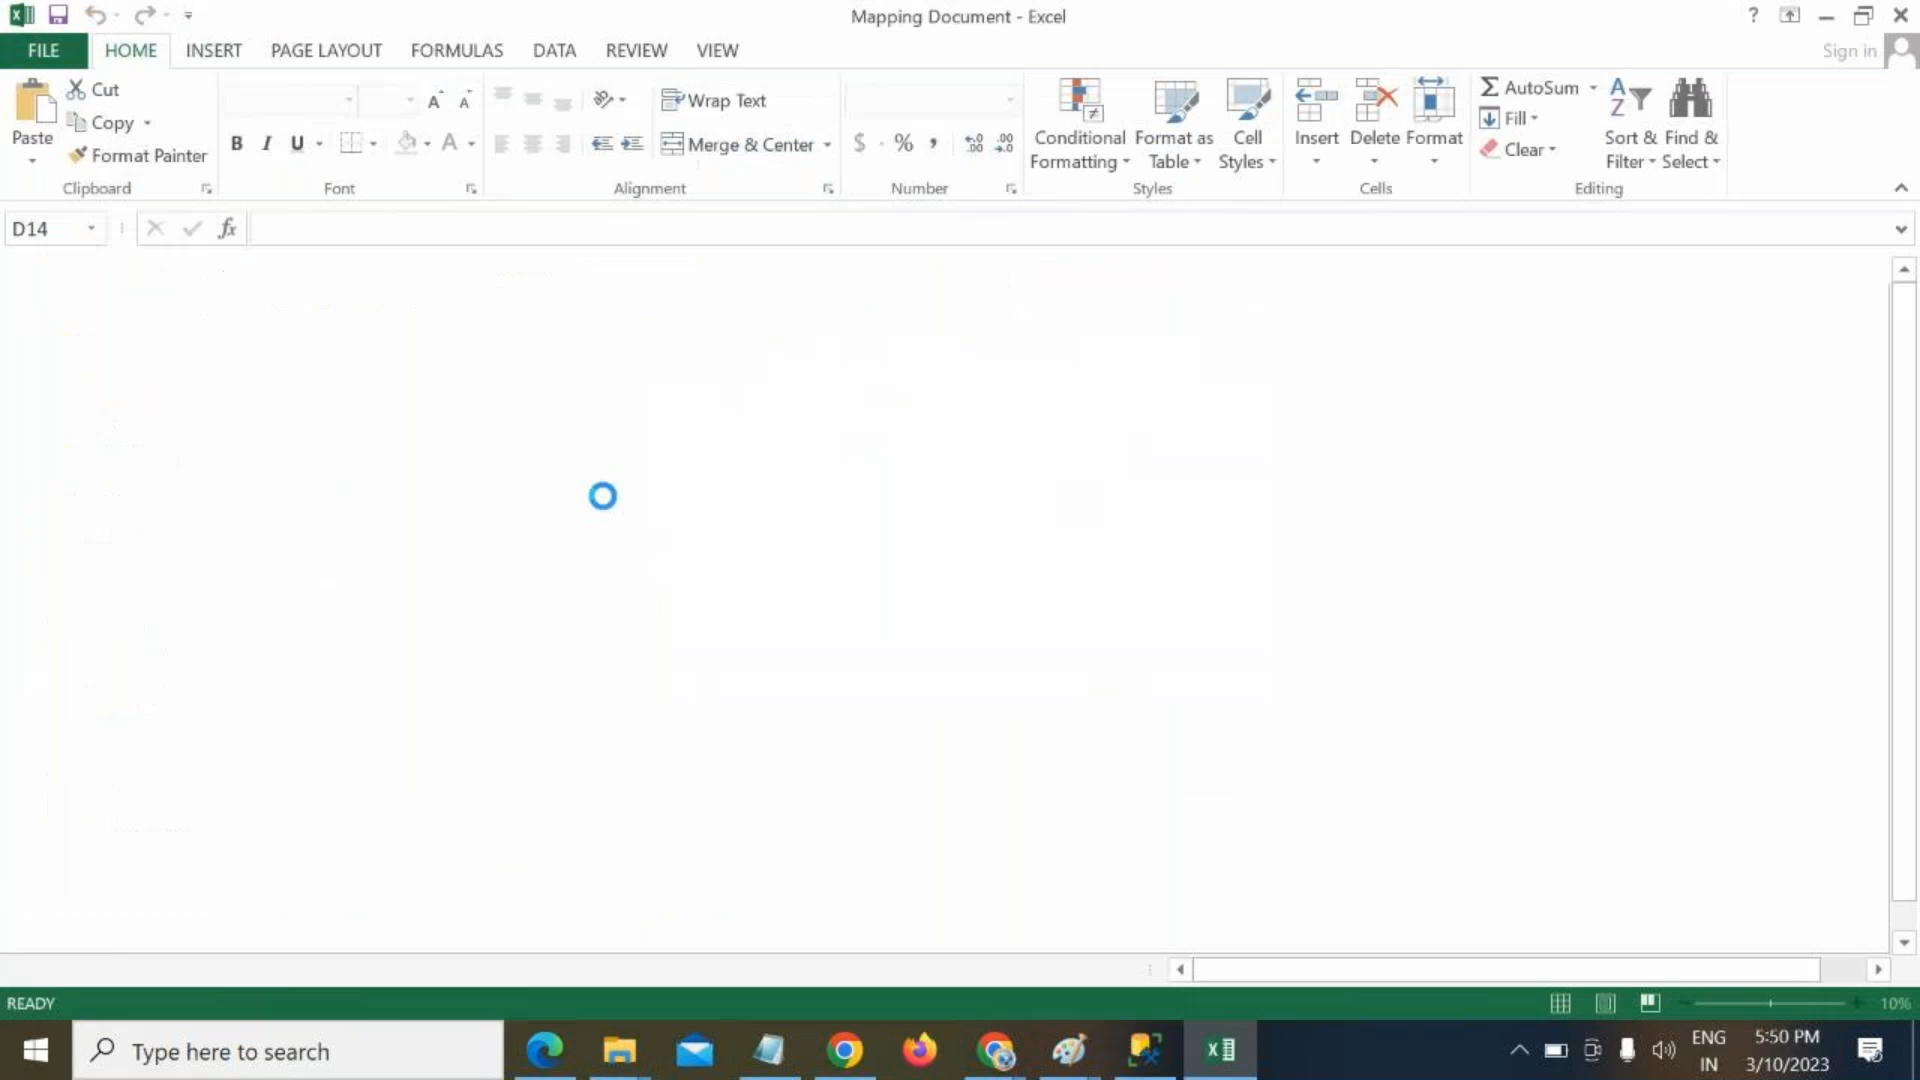 Mapping Document - Excel
?
FILE HOME INSERT PAGE LAYOUT FORMULAS DATA REVIEW VIEW
Sign in
Paste
Cut
Copy
Format Painter
Clipboard
A A
B I U A
Font
Wrap Text
Merge & Center
Alignment
$ % ,
Number
Conditional Formatting
Format as Table
Cell Styles
Styles
Insert
Delete
Format
Cells
AutoSum
Fill
Clear
Sort & Filter
Find & Select
Editing
D14
fx
READY
10%
Type here to search
ENG
IN
5:50 PM
3/10/2023